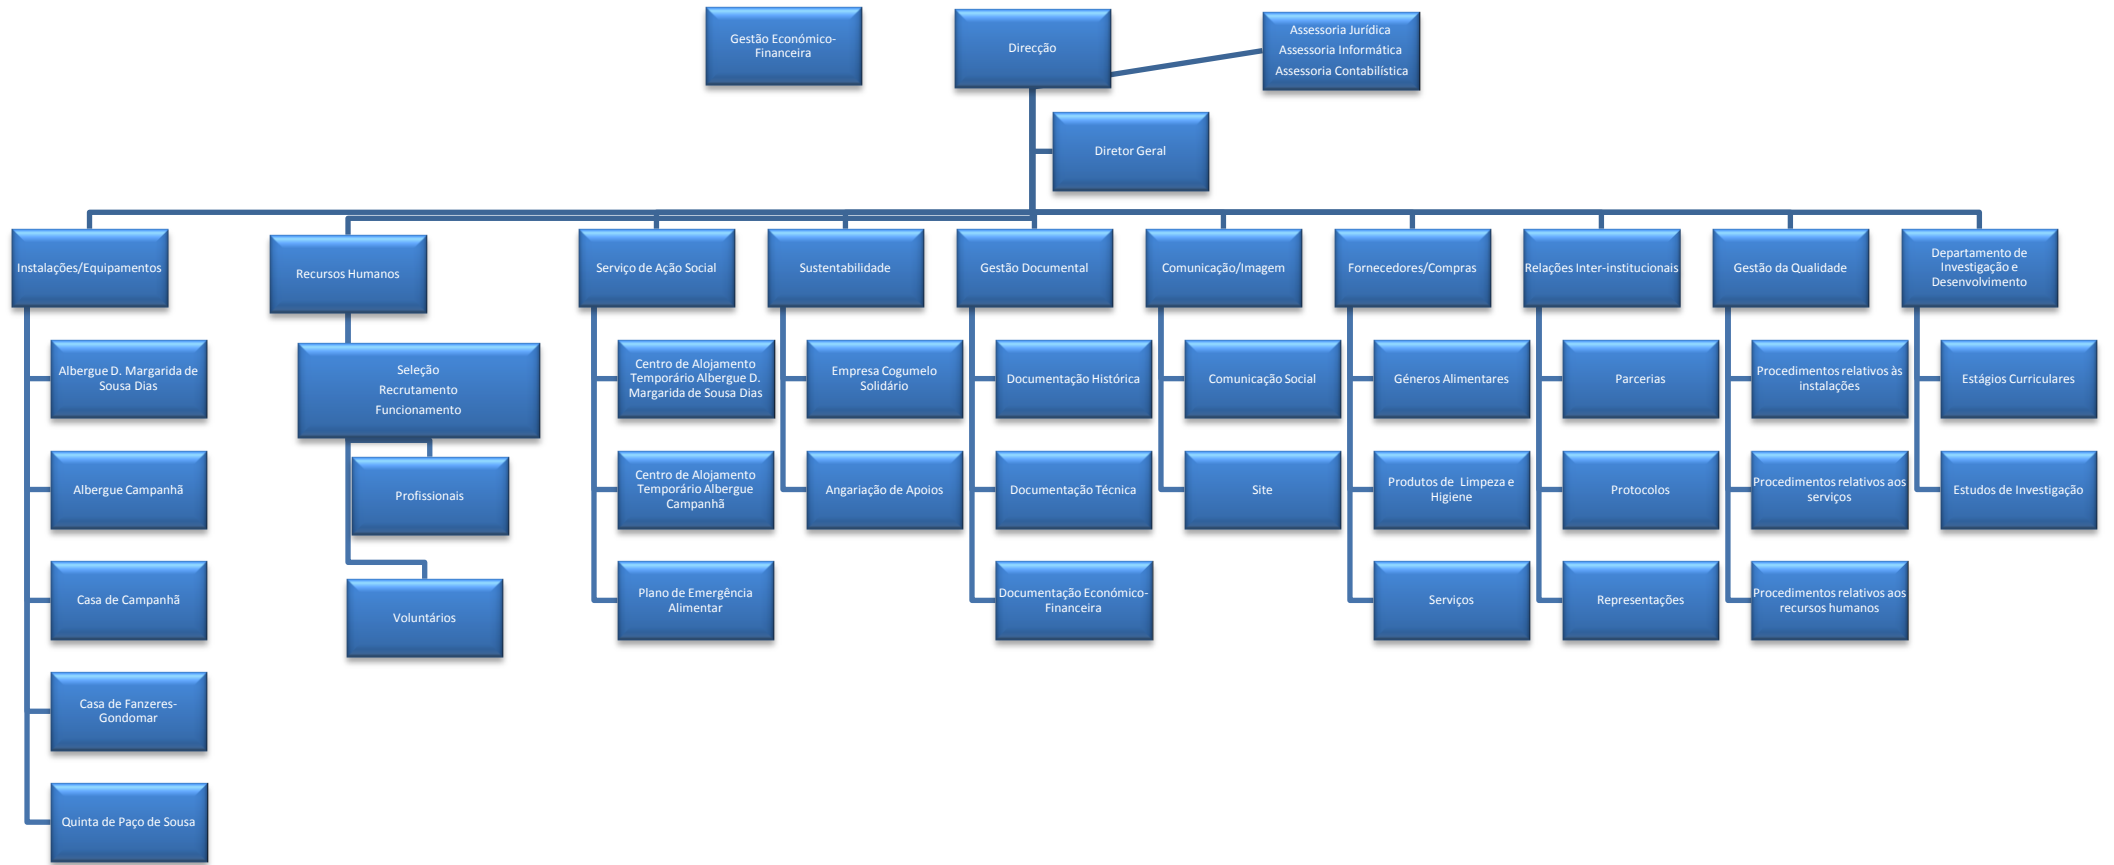 Gestão Económico-
Financeira
Direcção
Assessoria Jurídica
Assessoria Informática
Assessoria Contabilística
Diretor Geral
Instalações/Equipamentos
Recursos Humanos
Serviço de Ação Social
Sustentabilidade
Gestão Documental
Comunicação/Imagem
Fornecedores/Compras
Relações Inter-institucionais
Gestão da Qualidade
Departamento de
Investigação e
Desenvolvimento
Albergue D. Margarida de
Sousa Dias
Albergue Campanhã
Casa de Campanhã
Casa de Fanzeres-
Gondomar
Quinta de Paço de Sousa
Seleção
Recrutamento
Funcionamento
Profissionais
Voluntários
Centro de Alojamento
Temporário Albergue D.
Margarida de Sousa Dias
Centro de Alojamento
Temporário Albergue
Campanhã
Plano de Emergência
Alimentar
Empresa Cogumelo
Solidário
Angariação de Apoios
Documentação Histórica
Documentação Técnica
Documentação Económico-
Financeira
Comunicação Social
Site
Géneros Alimentares
Produtos de Limpeza e
Higiene
Serviços
Parcerias
Protocolos
Representações
Procedimentos relativos às
instalações
Procedimentos relativos aos
serviços
Procedimentos relativos aos
recursos humanos
Estágios Curriculares
Estudos de Investigação